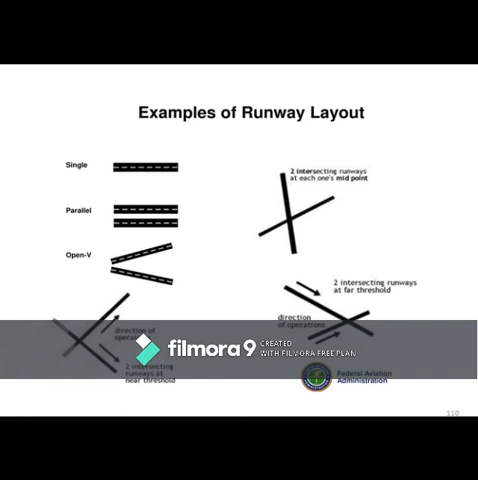 Examples of Runway Layout
Single
2 intersecting runways
at each one's mid point
Parallel
Open-V
2 intersecting runways
at far threshold
direction
of operations
direction of
filmora 9
CREATED
WITH FILMORA FREE PLAN
2 intersecting
runways at
near threshold
Federal Aviation
Administration
110